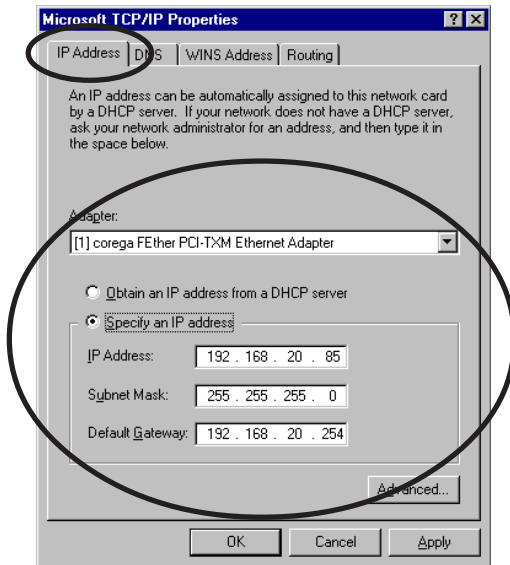 Microsoft TCP/IP Properties
IP Address DNS WINS Address Routing
An IP address can be automatically assigned to this network card
by a DHCP server. If your network does not have a DHCP server,
ask your network administrator for an address, and then type it in
the space below.
Adapter:
[1] corega FEther PCI-TXM Ethernet Adapter
Obtain an IP address from a DHCP server
Specify an IP address
IP Address: 192 . 168 . 20 . 85
Subnet Mask: 255 . 255 . 255 . 0
Default Gateway: 192 . 168 . 20 . 254
Advanced...
OK Cancel Apply